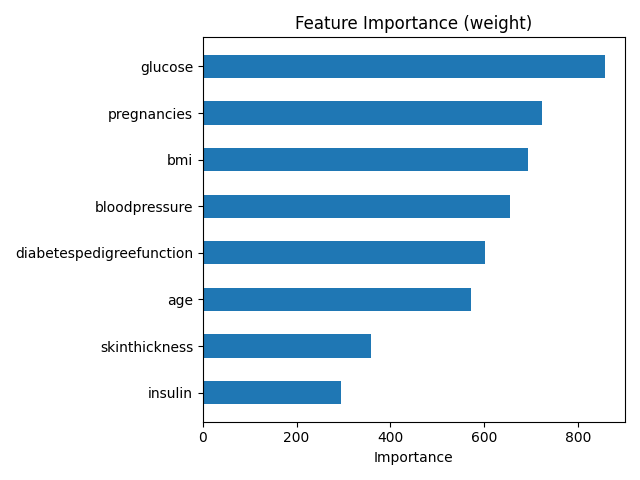 Feature Importance (weight)
glucose
pregnancies
bmi
bloodpressure
diabetespedigreefunction
age
skinthickness
insulin
0 200 400 600 800
Importance